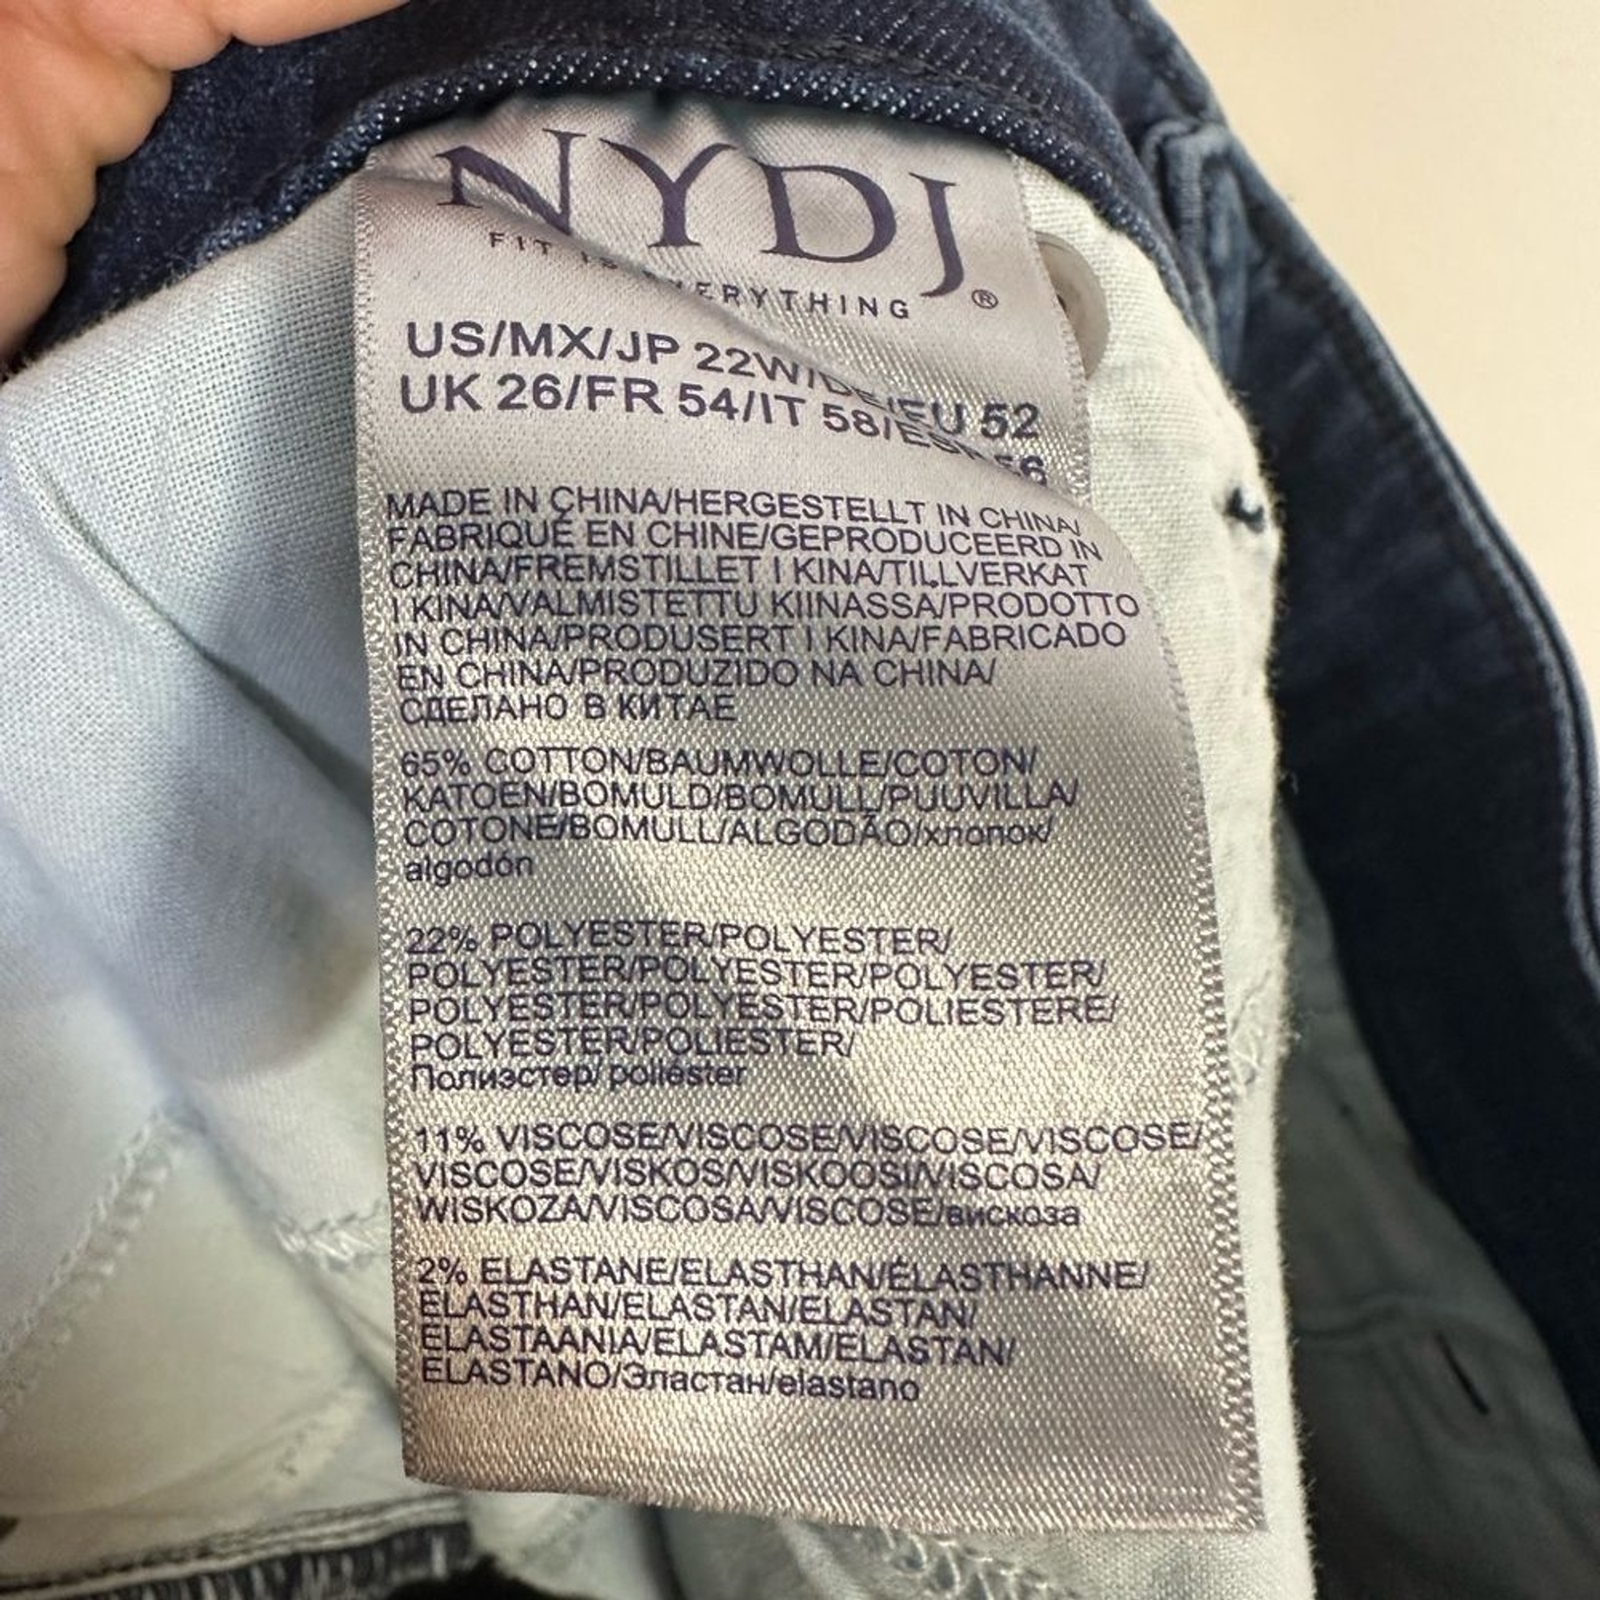 NYDJ®
FIT IS EVERYTHING
US/MX/JP 22W/DE/EU 52
UK 26/FR 54/IT 58/ 56
MADE IN CHINA/HERGESTELLT IN CHINA/
FABRIQUÉ EN CHINE/GEPRODUCEERD IN
CHINA/FREMSTILLET I KINA/TILLVERKAT
I KINA/VALMISTETTU KIINASSA/PRODOTTO
IN CHINA/PRODUSERT I KINA/FABRICADO
EN CHINA/PRODUZIDO NA CHINA/
СДЕЛАНО В КИТАЕ
65% COTTON/BAUMWOLLE/COTON/
KATOEN/BOMULD/BOMULL/PUUVILLA/
COTONE/BOMULL/ALGODÃO/хлопок/
algodón
22% POLYESTER/POLYESTER/
POLYESTER/POLYESTER/POLYESTER/
POLYESTER/POLYESTER/POLIESTERE/
POLYESTER/POLIESTER/
Полиэстер/ poliéster
11% VISCOSE/VISCOSE/VISCOSE/VISCOSE/
VISCOSE/VISKOS/VISKOOSI/VISCOSA/
WISKOZA/VISCOSA/VISCOSE/вискоза
2% ELASTANE/ELASTHAN/ÉLASTHANNE/
ELASTHAN/ELASTAN/ELASTAN/
ELASTAANIA/ELASTAM/ELASTAN/
ELASTANO/Эластан/elastano